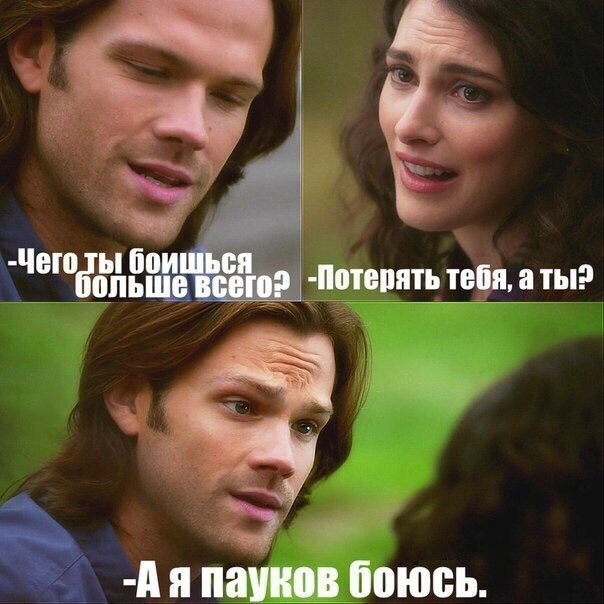 -Чего ты боишься
больше всего?
-Потерять тебя, а ты?
-А я пауков боюсь.